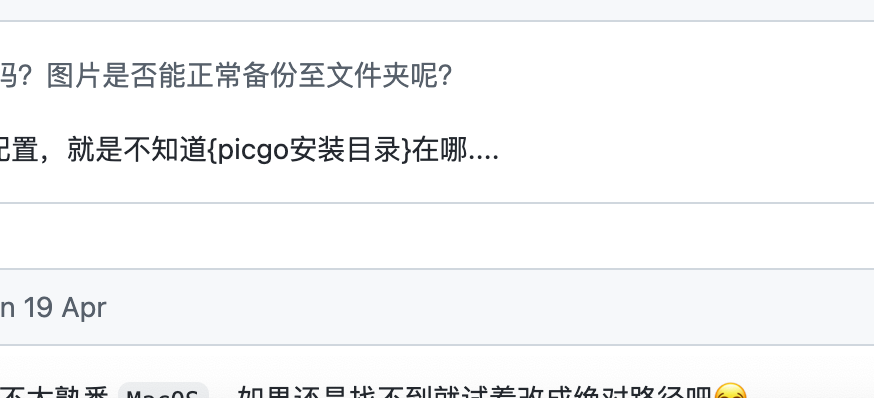 吗？图片是否能正常备份至文件夹呢？
配置，就是不知道{picgo安装目录}在哪....
n 19 Apr
不太熟悉 MacOS ，如果还是找不到就试着改成绝对路径吧😂